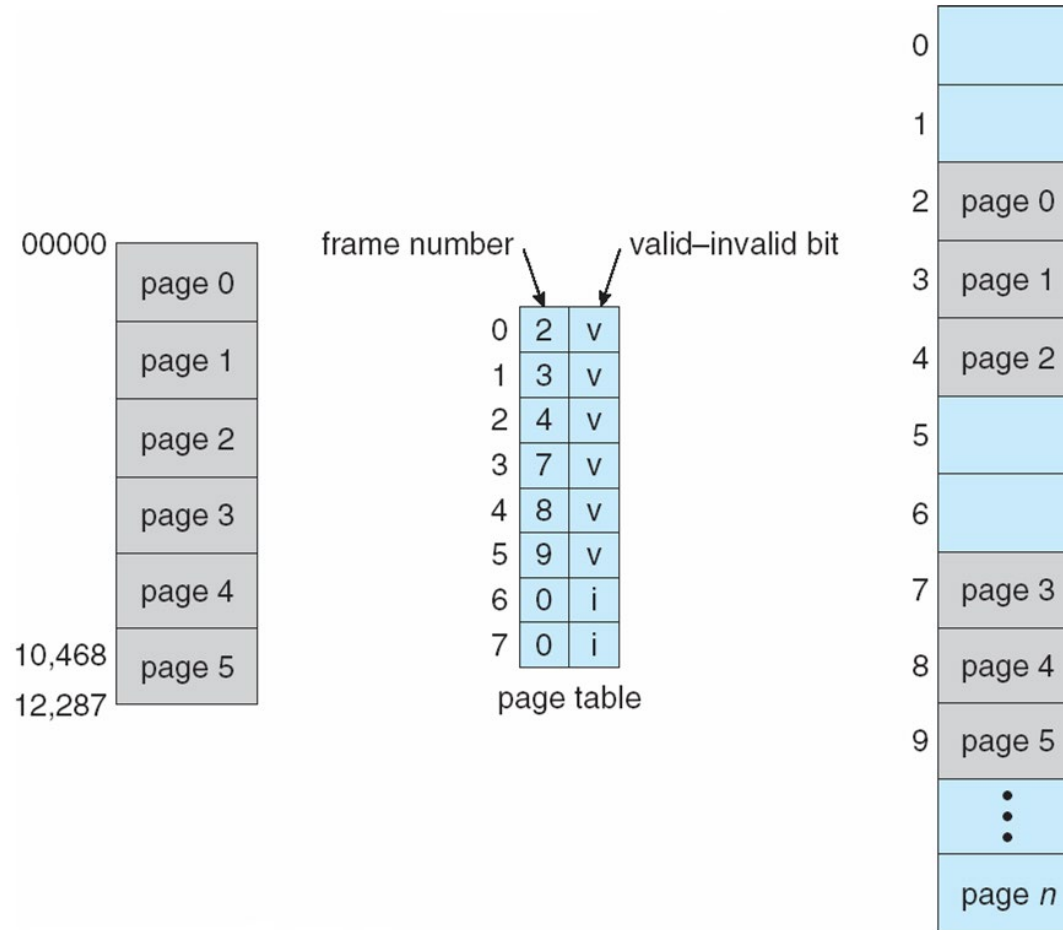 00000
page 0
page 1
page 2
page 3
page 4
10,468
page 5
12,287
frame number
valid–invalid bit
0 2 v
1 3 v
2 4 v
3 7 v
4 8 v
5 9 v
6 0 i
7 0 i
page table
0
1
2 page 0
3 page 1
4 page 2
5
6
7 page 3
8 page 4
9 page 5
page n